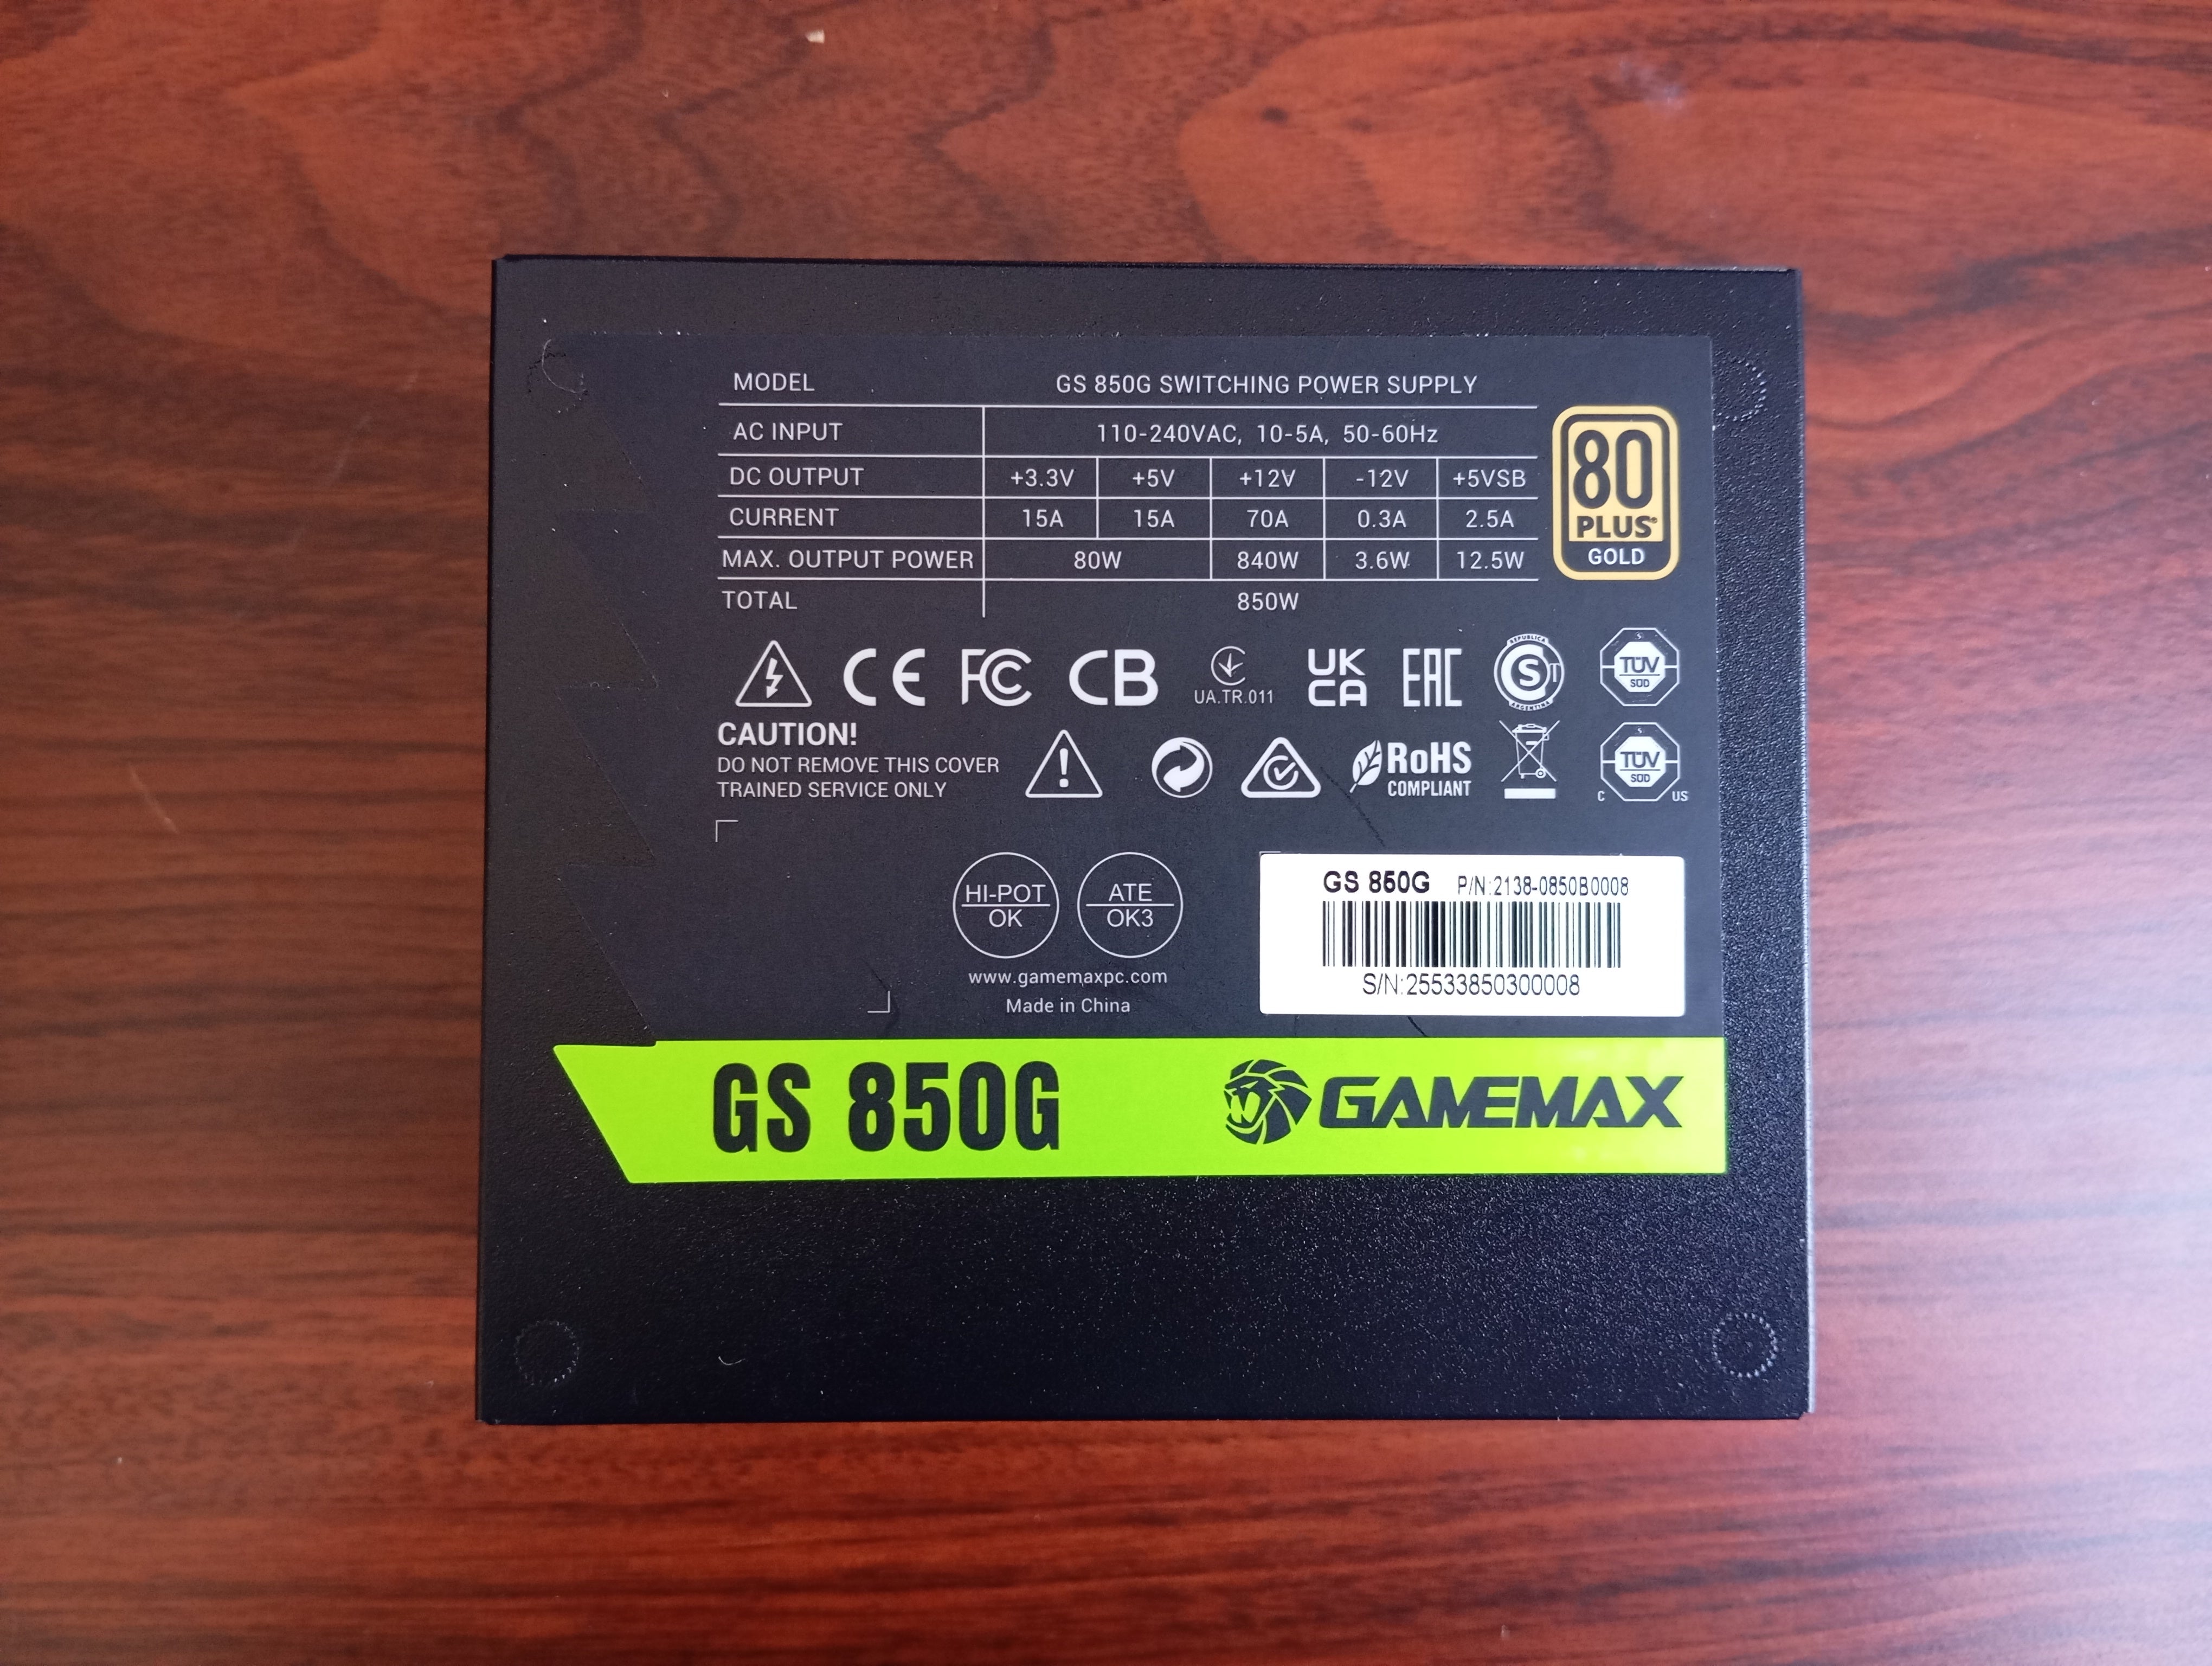 MODEL GS 850G SWITCHING POWER SUPPLY
AC INPUT 110-240VAC, 10-5A, 50-60Hz
DC OUTPUT +3.3V +5V +12V -12V +5VSB
CURRENT 15A 15A 70A 0.3A 2.5A
MAX. OUTPUT POWER 80W 840W 3.6W 12.5W
TOTAL 850W
80
PLUS®
GOLD
CE FC CB UA.TR.011 UK CA EAC REPUBLICA S ARGENTINA TÜV SÜD
CAUTION!
DO NOT REMOVE THIS COVER
TRAINED SERVICE ONLY
RoHS
COMPLIANT
TÜV
SÜD
C US
HI-POT
OK
ATE
OK3
www.gamemaxpc.com
Made in China
GS 850G P/N:2138-0850B0008
S/N:25533850300008
GS 850G GAMEMAX